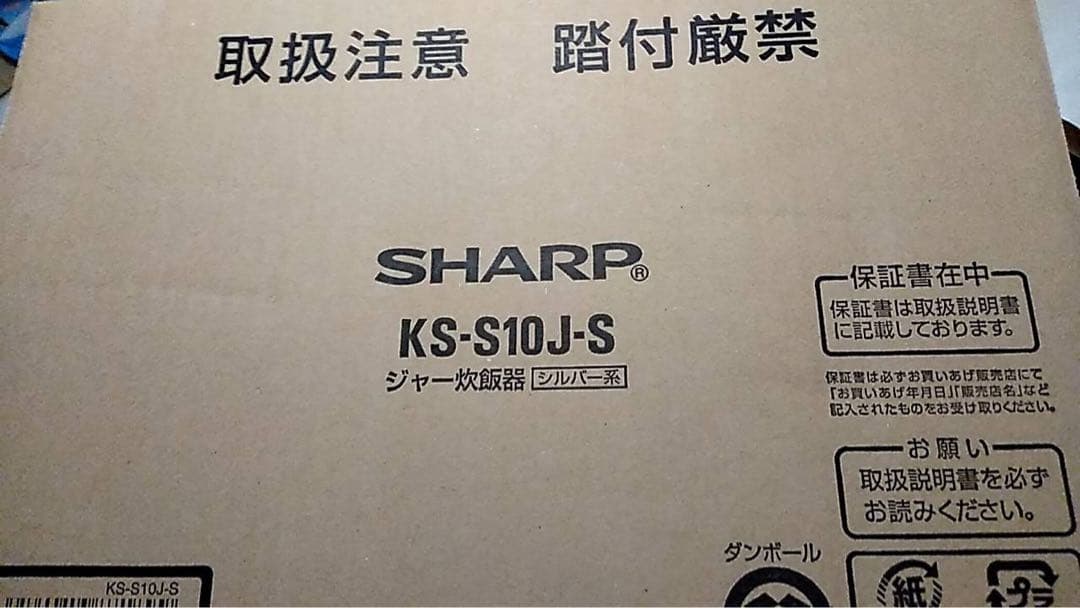 取扱注意 踏付厳禁
SHARP®
KS-S10J-S
ジャー炊飯器 シルバー系
保証書在中
保証書は取扱説明書
に記載しております。
保証書は必ずお買いあげ販売店にて
「お買いあげ年月日」「販売店名」など
記入されたものをお受け取りください。
お願い
取扱説明書を必ず
お読みください。
ダンボール
紙
プラ
KS-S10J-S